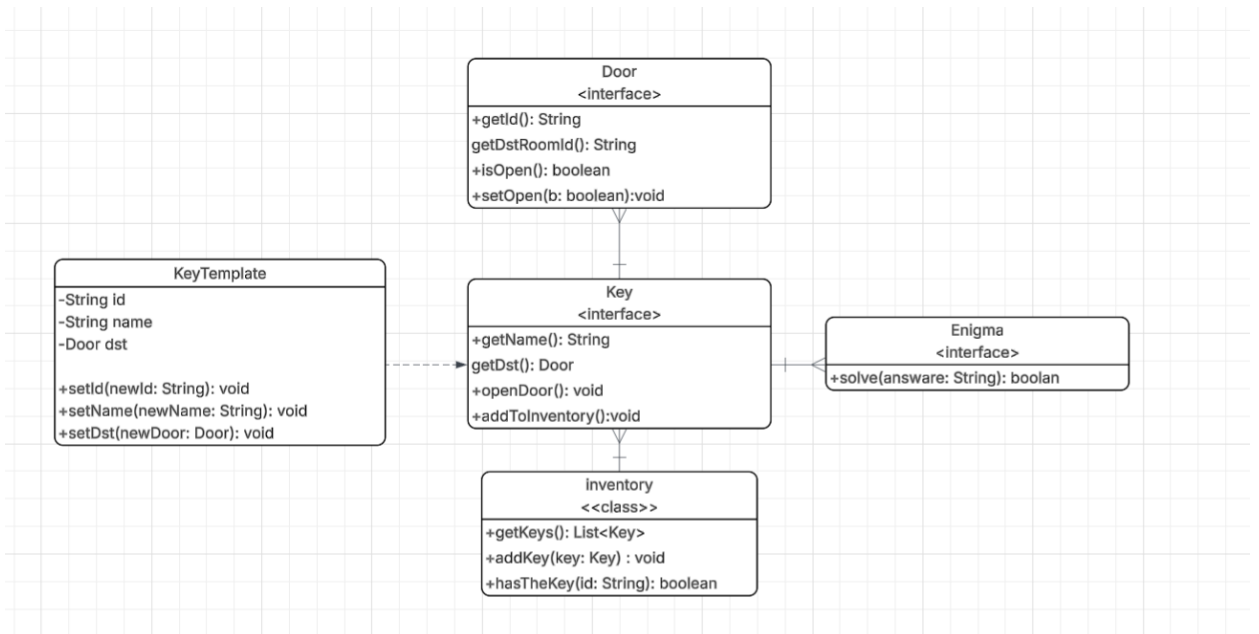 Door
<interface>
+getId(): String
getDstRoomId(): String
+isOpen(): boolean
+setOpen(b: boolean):void
KeyTemplate
-String id
-String name
-Door dst
+setId(newId: String): void
+setName(newName: String): void
+setDst(newDoor: Door): void
Key
<interface>
+getName(): String
getDst(): Door
+openDoor(): void
+addToInventory():void
Enigma
<interface>
+solve(answare: String): boolan
inventory
<<class>>
+getKeys(): List<Key>
+addKey(key: Key) : void
+hasTheKey(id: String): boolean